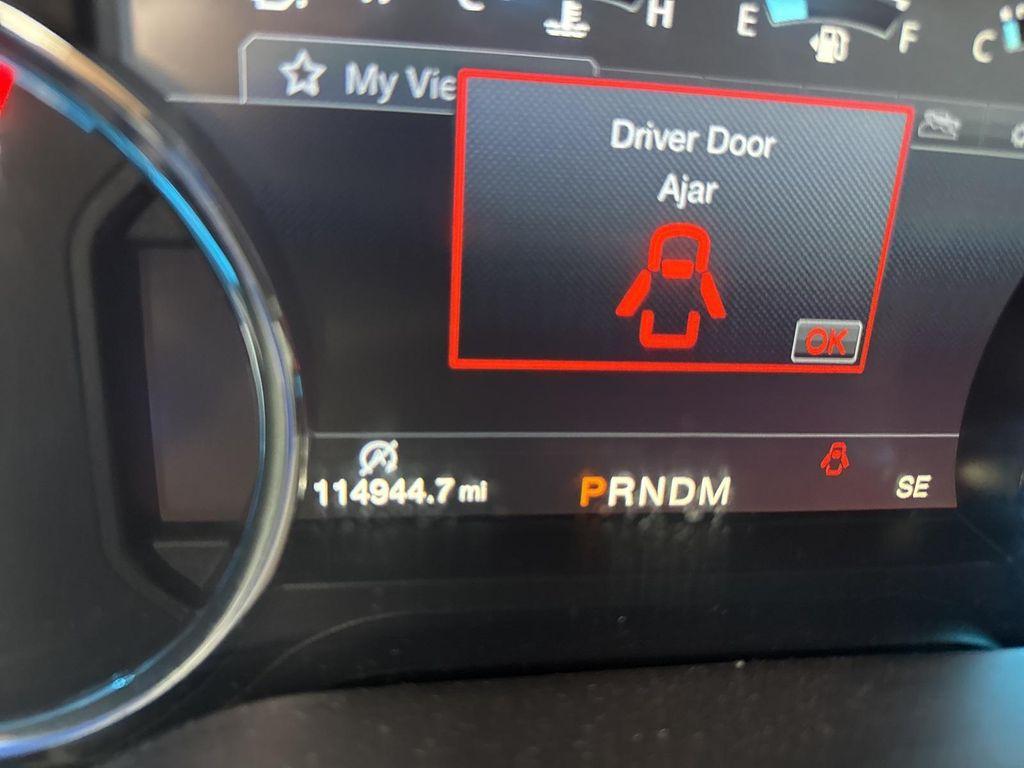 H
E
F
C
My Vie
Driver Door
Ajar
OK
114944.7 mi
PRNDM
SE